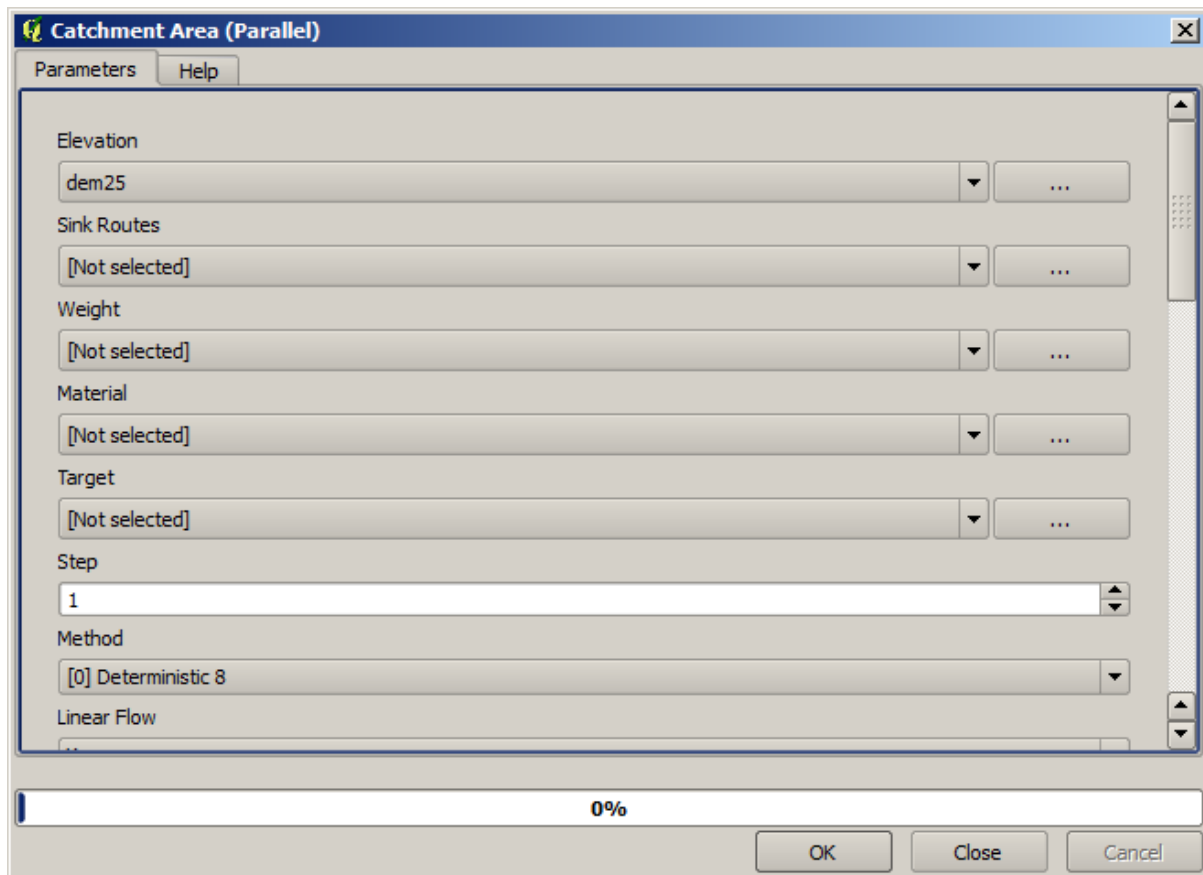 Catchment Area (Parallel)
Parameters Help
Elevation
dem25 ...
Sink Routes
[Not selected] ...
Weight
[Not selected] ...
Material
[Not selected] ...
Target
[Not selected] ...
Step
1
Method
[0] Deterministic 8
Linear Flow
0%
OK Close Cancel